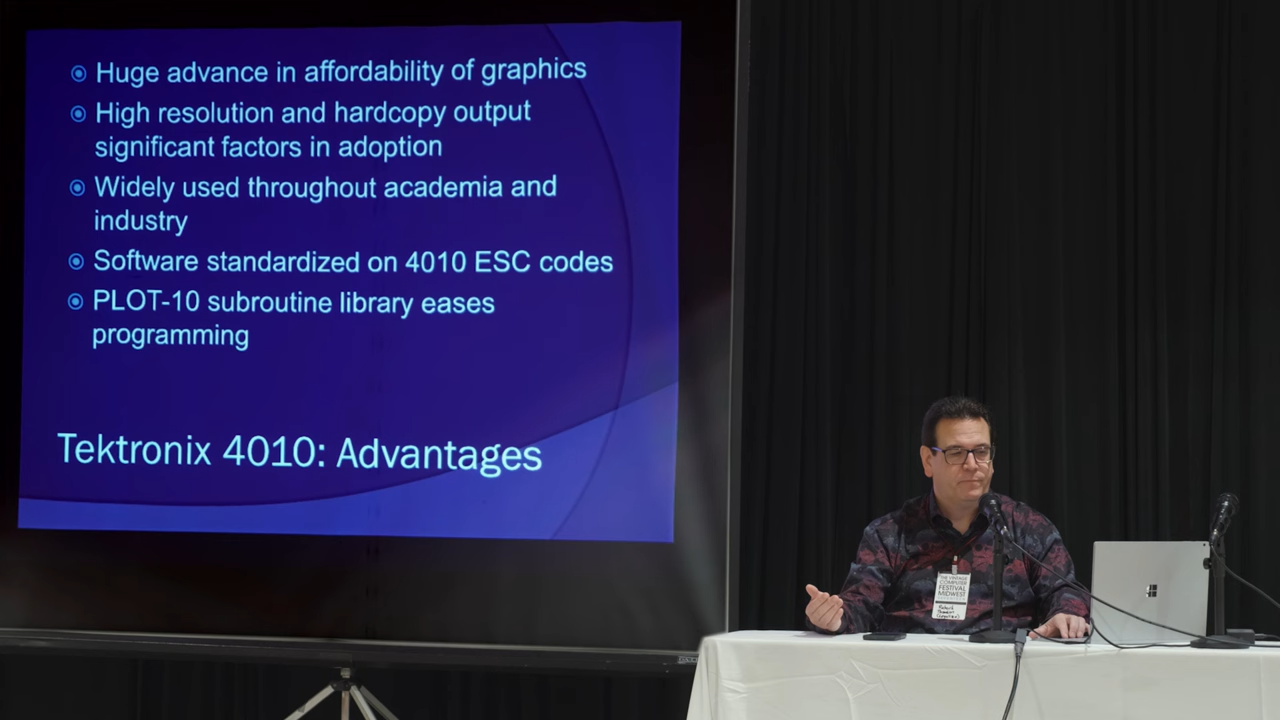 Huge advance in affordability of graphics
High resolution and hardcopy output
significant factors in adoption
Widely used throughout academia and
industry
Software standardized on 4010 ESC codes
PLOT-10 subroutine library eases
programming
Tektronix 4010: Advantages
THE VINTAGE
COMPUTER
FESTIVAL
MIDWEST